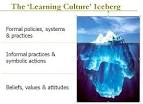 The ‘Learning Culture’ Iceberg
Formal policies, systems
& practices
Informal practices &
symbolic actions
Beliefs, values & attitudes